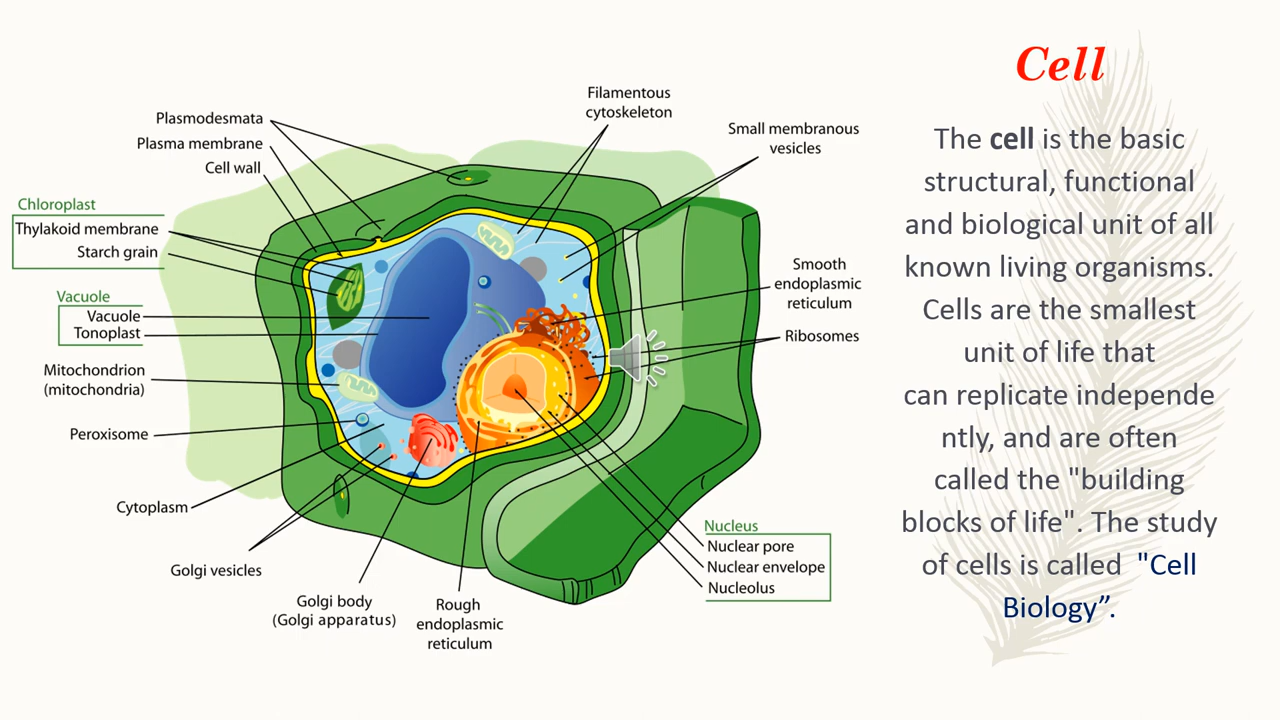 Cell
The cell is the basic
structural, functional
and biological unit of all
known living organisms.
Cells are the smallest
unit of life that
can replicate independe
ntly, and are often
called the "building
blocks of life". The study
of cells is called "Cell
Biology”.
Filamentous
cytoskeleton
Small membranous
vesicles
Plasmodesmata
Plasma membrane
Cell wall
Chloroplast
Thylakoid membrane
Starch grain
Vacuole
Vacuole
Tonoplast
Mitochondrion
(mitochondria)
Peroxisome
Cytoplasm
Golgi vesicles
Golgi body
(Golgi apparatus)
Rough
endoplasmic
reticulum
Smooth
endoplasmic
reticulum
Ribosomes
Nucleus
Nuclear pore
Nuclear envelope
Nucleolus